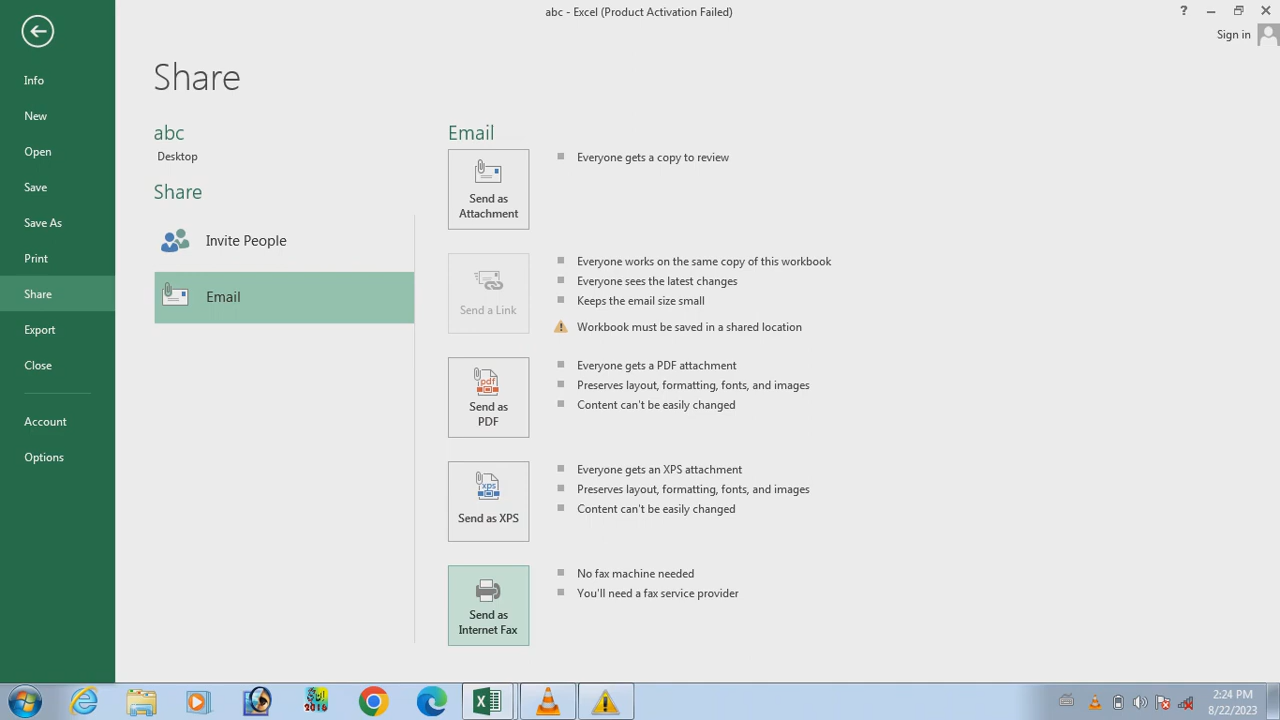 abc - Excel (Product Activation Failed)
?
Sign in
Info
New
Open
Save
Save As
Print
Share
Export
Close
Account
Options
Share
abc
Desktop
Share
Invite People
Email
Email
Send as
Attachment
Everyone gets a copy to review
Send a Link
Everyone works on the same copy of this workbook
Everyone sees the latest changes
Keeps the email size small
Workbook must be saved in a shared location
pdf
Send as
PDF
Everyone gets a PDF attachment
Preserves layout, formatting, fonts, and images
Content can't be easily changed
xps
Send as XPS
Everyone gets an XPS attachment
Preserves layout, formatting, fonts, and images
Content can't be easily changed
Send as
Internet Fax
No fax machine needed
You'll need a fax service provider
2:24 PM
8/22/2023